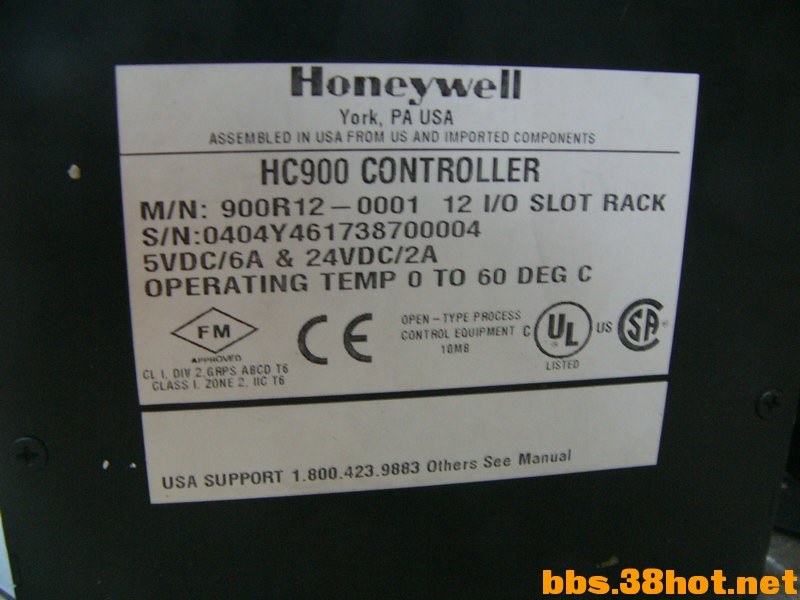 Honeywell
York, PA USA
ASSEMBLED IN USA FROM US AND IMPORTED COMPONENTS
HC900 CONTROLLER
M/N: 900R12-0001 12 I/O SLOT RACK
S/N:0404Y461738700004
5VDC/6A & 24VDC/2A
OPERATING TEMP 0 TO 60 DEG C
FM
APPROVED
CL I, DIV 2,GRPS ABCD T6
CLASS I, ZONE 2, IIC T6
CE
OPEN-TYPE PROCESS
CONTROL EQUIPMENT
10MB
C UL US
LISTED
SA
USA SUPPORT 1.800.423.9883 Others See Manual
bbs.38hot.net